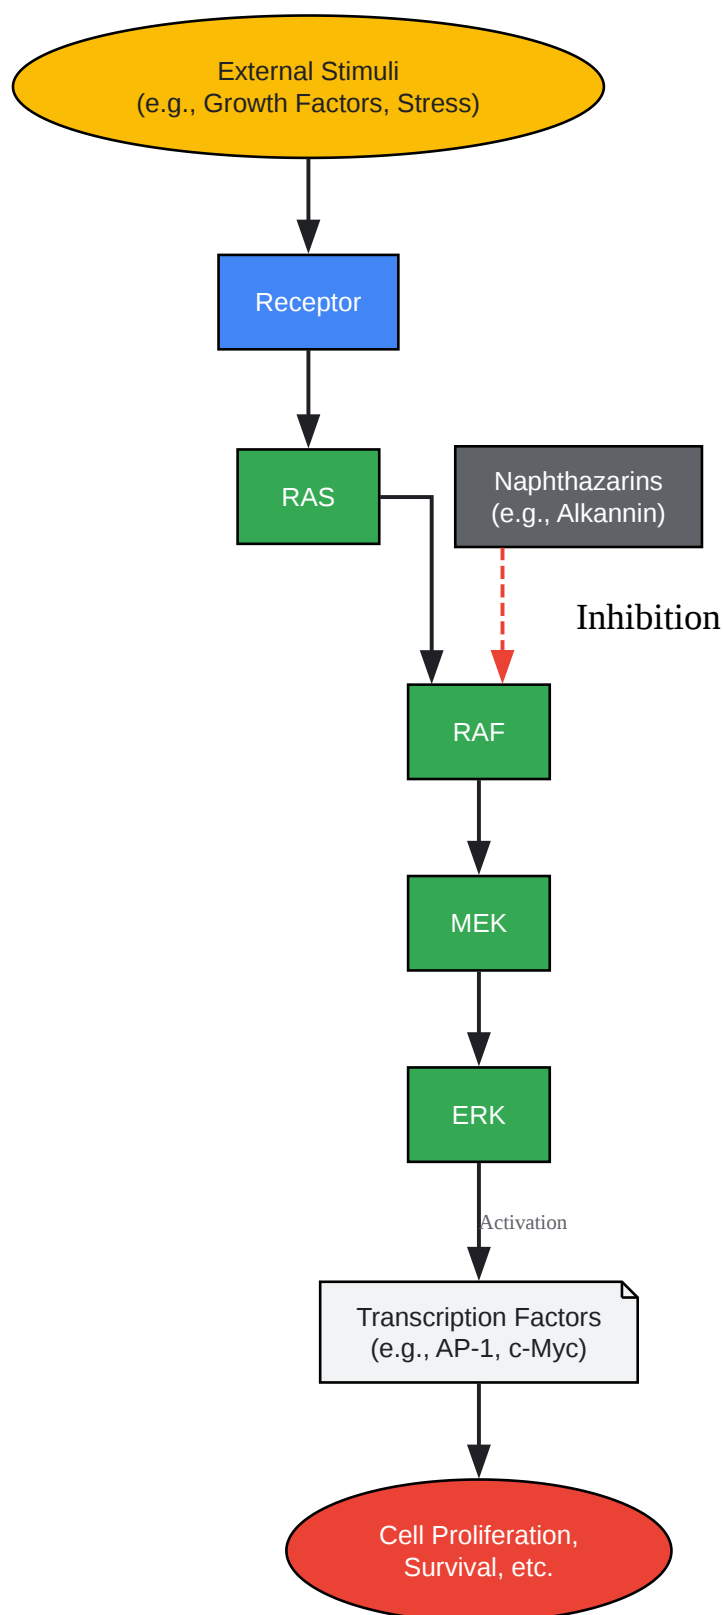 External Stimuli
(e.g., Growth Factors, Stress)
Receptor
RAS
Naphthazarins
(e.g., Alkannin)
Inhibition
RAF
MEK
ERK
Activation
Transcription Factors
(e.g., AP-1, c-Myc)
Cell Proliferation,
Survival, etc.